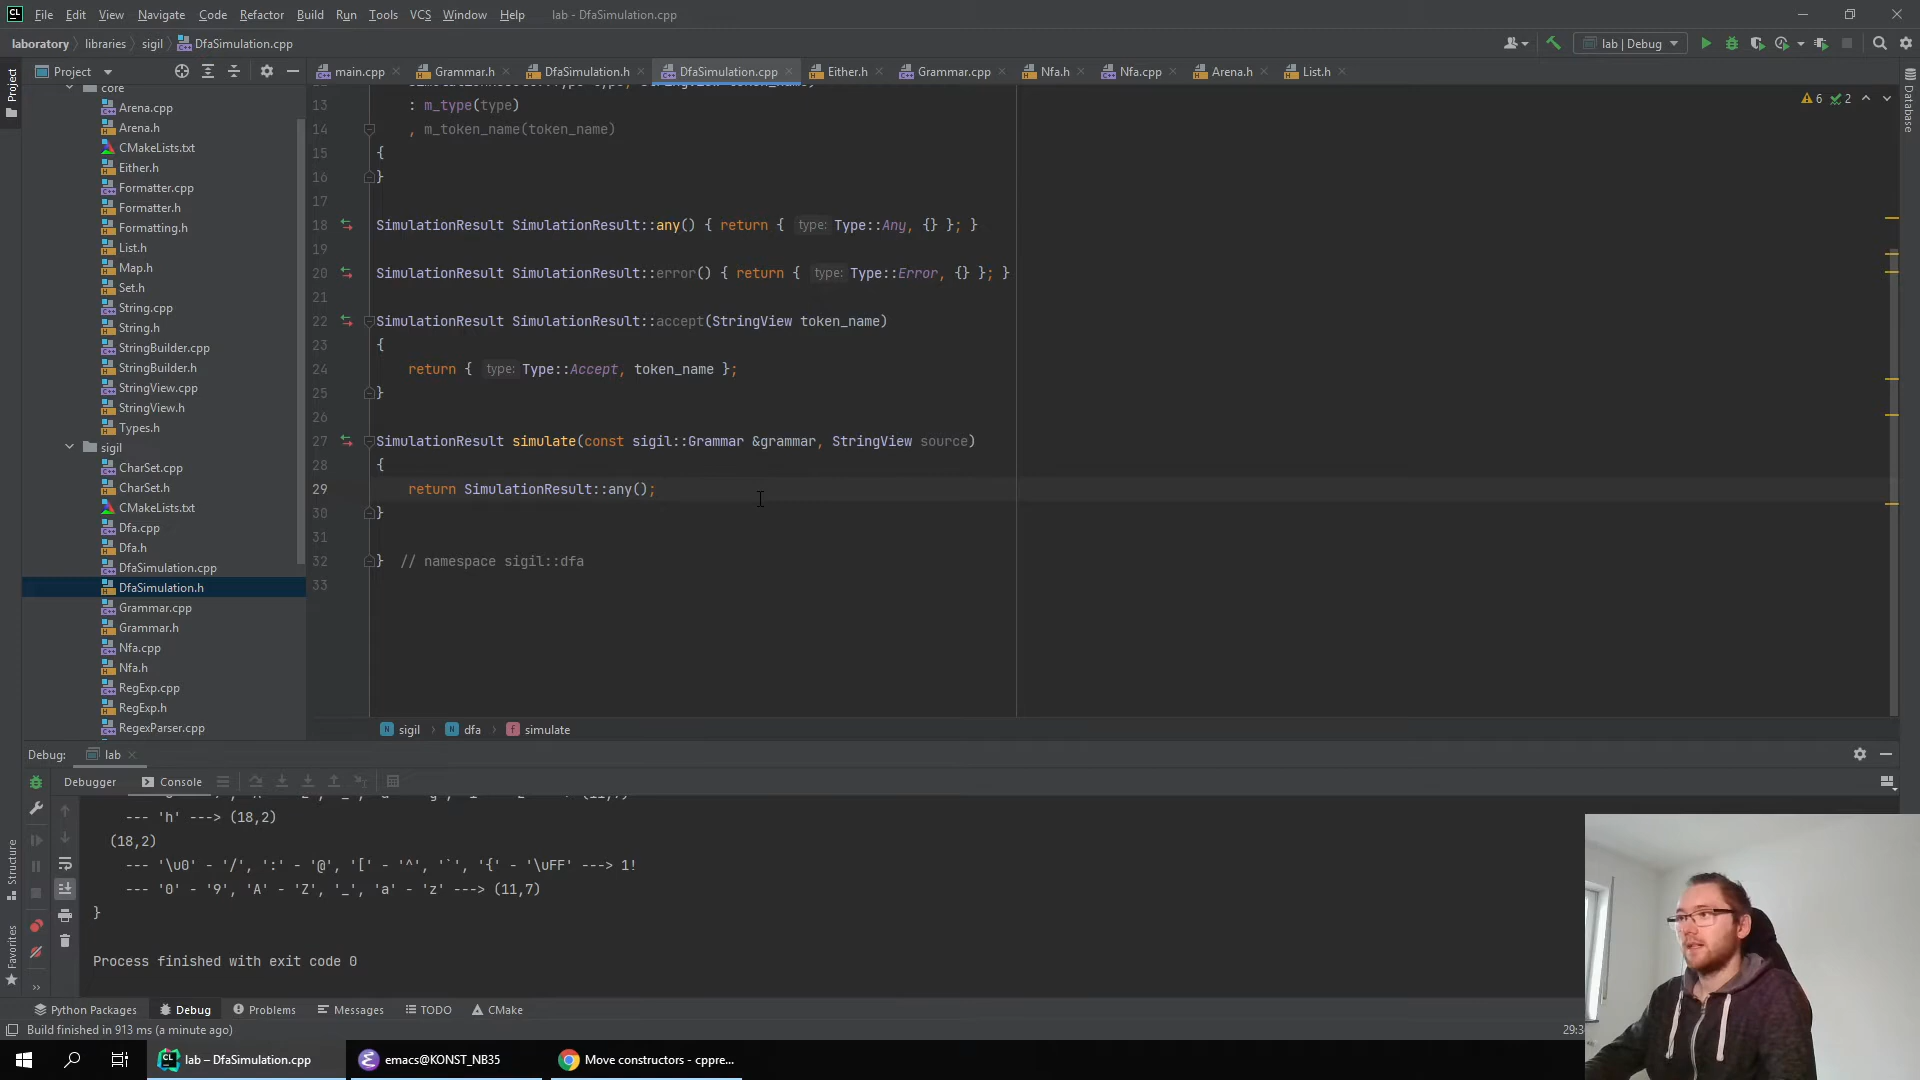 File Edit View Navigate Code Refactor Build Run Tools VCS Window Help lab - DfaSimulation.cpp
laboratory libraries sigil DfaSimulation.cpp lab | Debug
Project main.cpp Grammar.h DfaSimulation.h DfaSimulation.cpp Either.h Grammar.cpp Nfa.h Nfa.cpp Arena.h List.h
Project
Database
Structure
Favorites
core
Arena.cpp
Arena.h
CMakeLists.txt
Either.h
Formatter.cpp
Formatter.h
Formatting.h
List.h
Map.h
Set.h
String.cpp
String.h
StringBuilder.cpp
StringBuilder.h
StringView.cpp
StringView.h
Types.h
sigil
CharSet.cpp
CharSet.h
CMakeLists.txt
Dfa.cpp
Dfa.h
DfaSimulation.cpp
DfaSimulation.h
Grammar.cpp
Grammar.h
Nfa.cpp
Nfa.h
RegExp.cpp
RegExp.h
RegexParser.cpp
6 2
13 : m_type(type)
14 , m_token_name(token_name)
15 {
16 }
17
18 SimulationResult SimulationResult::any() { return { type: Type::Any, {} }; }
19
20 SimulationResult SimulationResult::error() { return { type: Type::Error, {} }; }
21
22 SimulationResult SimulationResult::accept(StringView token_name)
23 {
24 return { type: Type::Accept, token_name };
25 }
26
27 SimulationResult simulate(const sigil::Grammar &grammar, StringView source)
28 {
29 return SimulationResult::any();
30 }
31
32 } // namespace sigil::dfa
33
sigil dfa simulate
Debug: lab
Debugger Console
--- 'h' ---> (18,2)
(18,2)
--- '\u0' - '/', ':' - '@', '[' - '^', '`', '{' - '\uFF' ---> 1!
--- '0' - '9', 'A' - 'Z', '_', 'a' - 'z' ---> (11,7)
}
Process finished with exit code 0
Python Packages Debug Problems Messages TODO CMake
Build finished in 913 ms (a minute ago)
lab – DfaSimulation.cpp emacs@KONST_NB35 Move constructors - cppre...